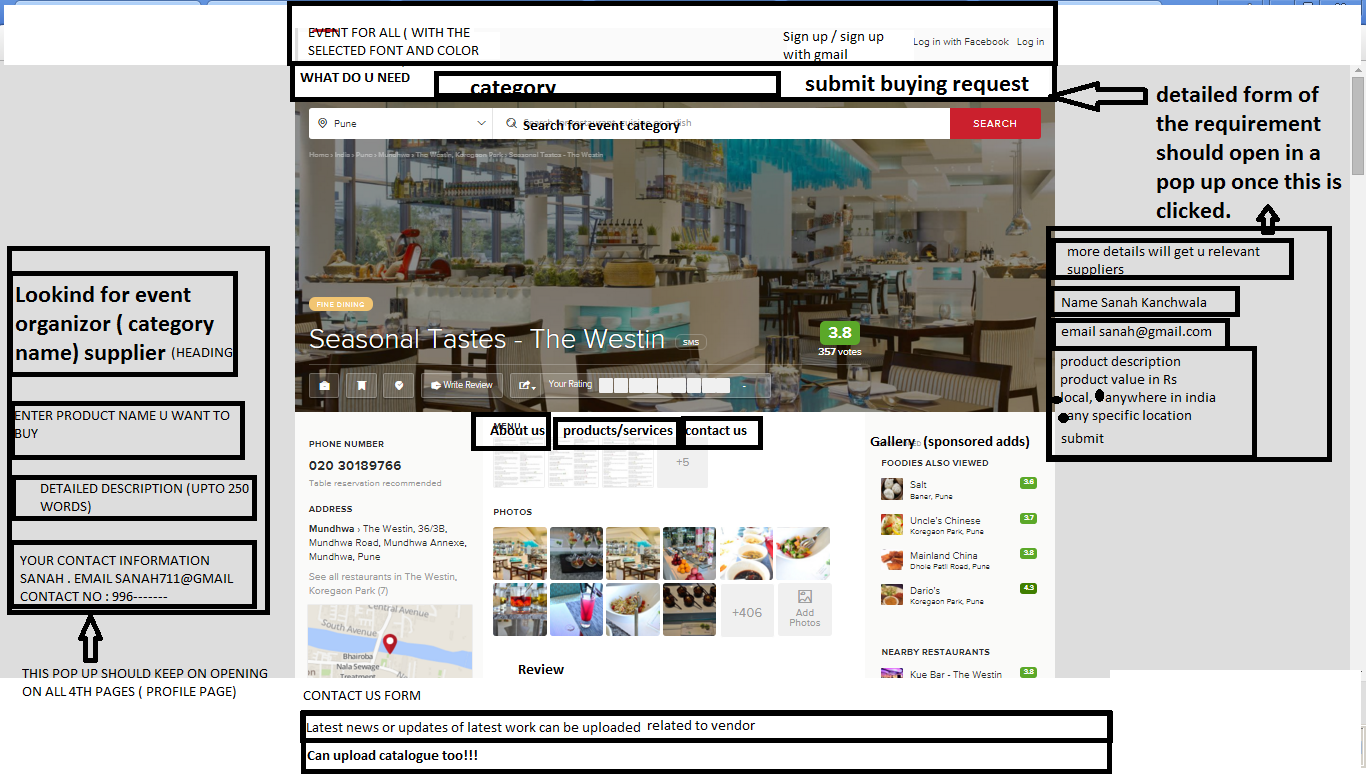 EVENT FOR ALL ( WITH THE
SELECTED FONT AND COLOR
Sign up / sign up
with gmail
Log in with Facebook Log in
WHAT DO U NEED
category
submit buying request
detailed form of
the requirement
should open in a
pop up once this is
clicked.
Pune
Search for event category
SEARCH
Home › India › Pune › Mundhwa › The Westin, Koregaon Park › Seasonal Tastes - The Westin
more details will get u relevant
suppliers
Name Sanah Kanchwala
email sanah@gmail.com
product description
product value in Rs
local, anywhere in india
any specific location
submit
Lookind for event
organizor ( category
name) supplier (HEADING
ENTER PRODUCT NAME U WANT TO
BUY
DETAILED DESCRIPTION (UPTO 250
WORDS)
YOUR CONTACT INFORMATION
SANAH . EMAIL SANAH711@GMAIL
CONTACT NO : 996-------
THIS POP UP SHOULD KEEP ON OPENING
ON ALL 4TH PAGES ( PROFILE PAGE)
FINE DINING
Seasonal Tastes - The Westin
SMS
3.8
357 votes
Write Review
Your Rating
-
MENU
About us
products/services
contact us
Gallery (sponsored adds)
PHONE NUMBER
020 30189766
Table reservation recommended
ADDRESS
Mundhwa › The Westin, 36/3B,
Mundhwa Road, Mundhwa Annexe,
Mundhwa, Pune
See all restaurants in The Westin,
Koregaon Park (7)
Central Avenue
South Avenue
Bhairoba
Nala Sewage
Treatment
+5
PHOTOS
+406
Add
Photos
Review
FOODIES ALSO VIEWED
Salt
3.6
Baner, Pune
Uncle's Chinese
3.7
Koregaon Park, Pune
Mainland China
3.8
Dhole Patil Road, Pune
Dario's
4.3
Koregaon Park, Pune
NEARBY RESTAURANTS
Kue Bar - The Westin
3.8
CONTACT US FORM
Latest news or updates of latest work can be uploaded related to vendor
Can upload catalogue too!!!